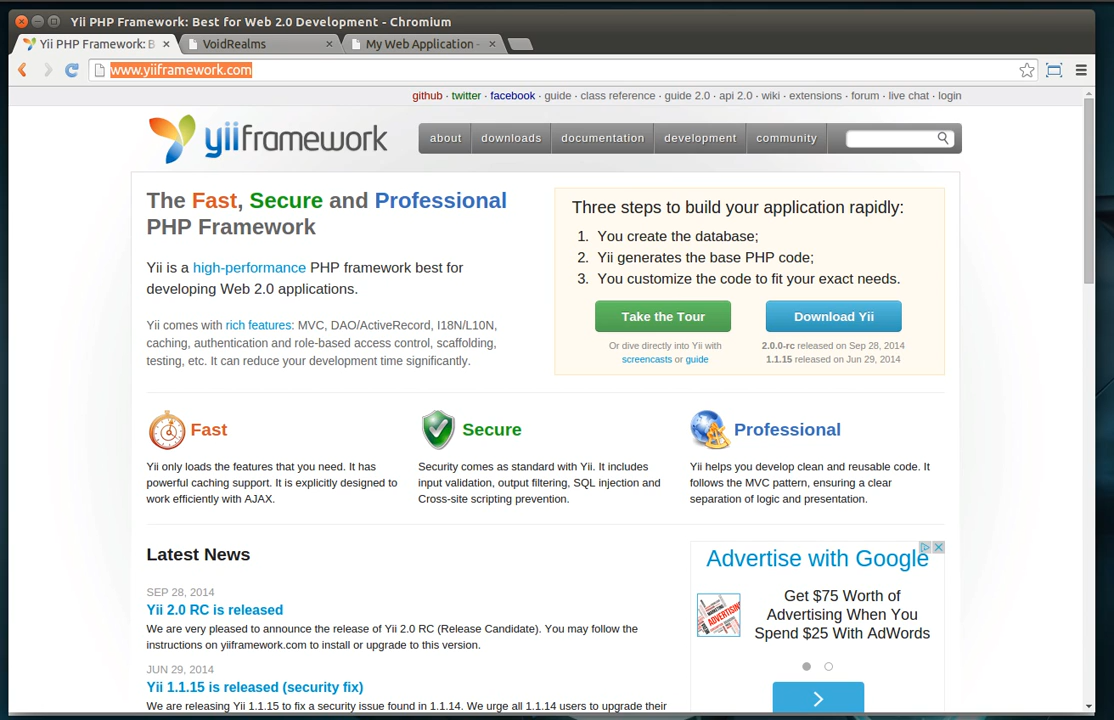 Yii PHP Framework: Best for Web 2.0 Development - Chromium
Yii PHP Framework: B
VoidRealms
My Web Application -
www.yiiframework.com
github · twitter · facebook · guide · class reference · guide 2.0 · api 2.0 · wiki · extensions · forum · live chat · login
yiiframework
about
downloads
documentation
development
community
The Fast, Secure and Professional
PHP Framework
Yii is a high-performance PHP framework best for
developing Web 2.0 applications.
Yii comes with rich features: MVC, DAO/ActiveRecord, I18N/L10N,
caching, authentication and role-based access control, scaffolding,
testing, etc. It can reduce your development time significantly.
Three steps to build your application rapidly:
1. You create the database;
2. Yii generates the base PHP code;
3. You customize the code to fit your exact needs.
Take the Tour
Download Yii
Or dive directly into Yii with
screencasts or guide
2.0.0-rc released on Sep 28, 2014
1.1.15 released on Jun 29, 2014
Fast
Yii only loads the features that you need. It has
powerful caching support. It is explicitly designed to
work efficiently with AJAX.
Secure
Security comes as standard with Yii. It includes
input validation, output filtering, SQL injection and
Cross-site scripting prevention.
Professional
Yii helps you develop clean and reusable code. It
follows the MVC pattern, ensuring a clear
separation of logic and presentation.
Latest News
SEP 28, 2014
Yii 2.0 RC is released
We are very pleased to announce the release of Yii 2.0 RC (Release Candidate). You may follow the
instructions on yiiframework.com to install or upgrade to this version.
JUN 29, 2014
Yii 1.1.15 is released (security fix)
We are releasing Yii 1.1.15 to fix a security issue found in 1.1.14. We urge all 1.1.14 users to upgrade their
Advertise with Google
ADVERTISING
Get $75 Worth of
Advertising When You
Spend $25 With AdWords